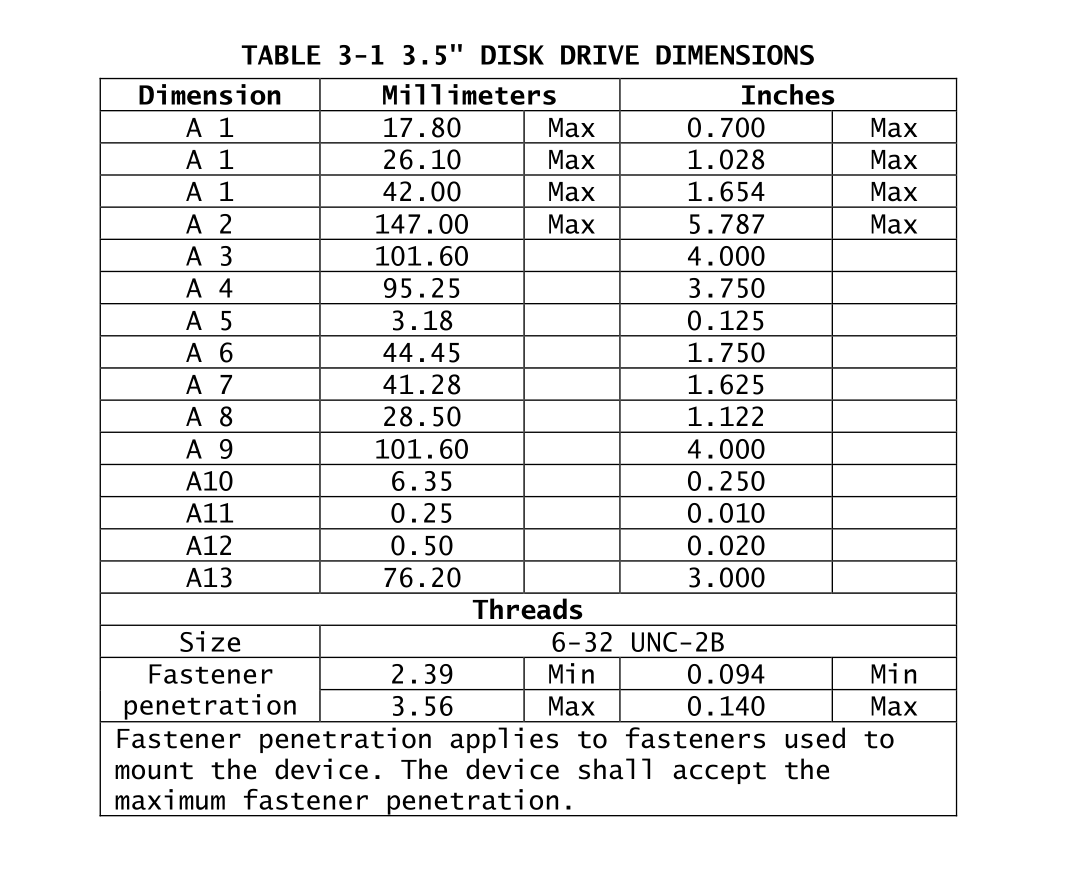 TABLE 3-1 3.5" DISK DRIVE DIMENSIONS
Dimension Millimeters Inches
A 1 17.80 Max 0.700 Max
A 1 26.10 Max 1.028 Max
A 1 42.00 Max 1.654 Max
A 2 147.00 Max 5.787 Max
A 3 101.60 4.000
A 4 95.25 3.750
A 5 3.18 0.125
A 6 44.45 1.750
A 7 41.28 1.625
A 8 28.50 1.122
A 9 101.60 4.000
A10 6.35 0.250
A11 0.25 0.010
A12 0.50 0.020
A13 76.20 3.000
Threads
Size 6-32 UNC-2B
Fastener 2.39 Min 0.094 Min
penetration 3.56 Max 0.140 Max
Fastener penetration applies to fasteners used to
mount the device. The device shall accept the
maximum fastener penetration.